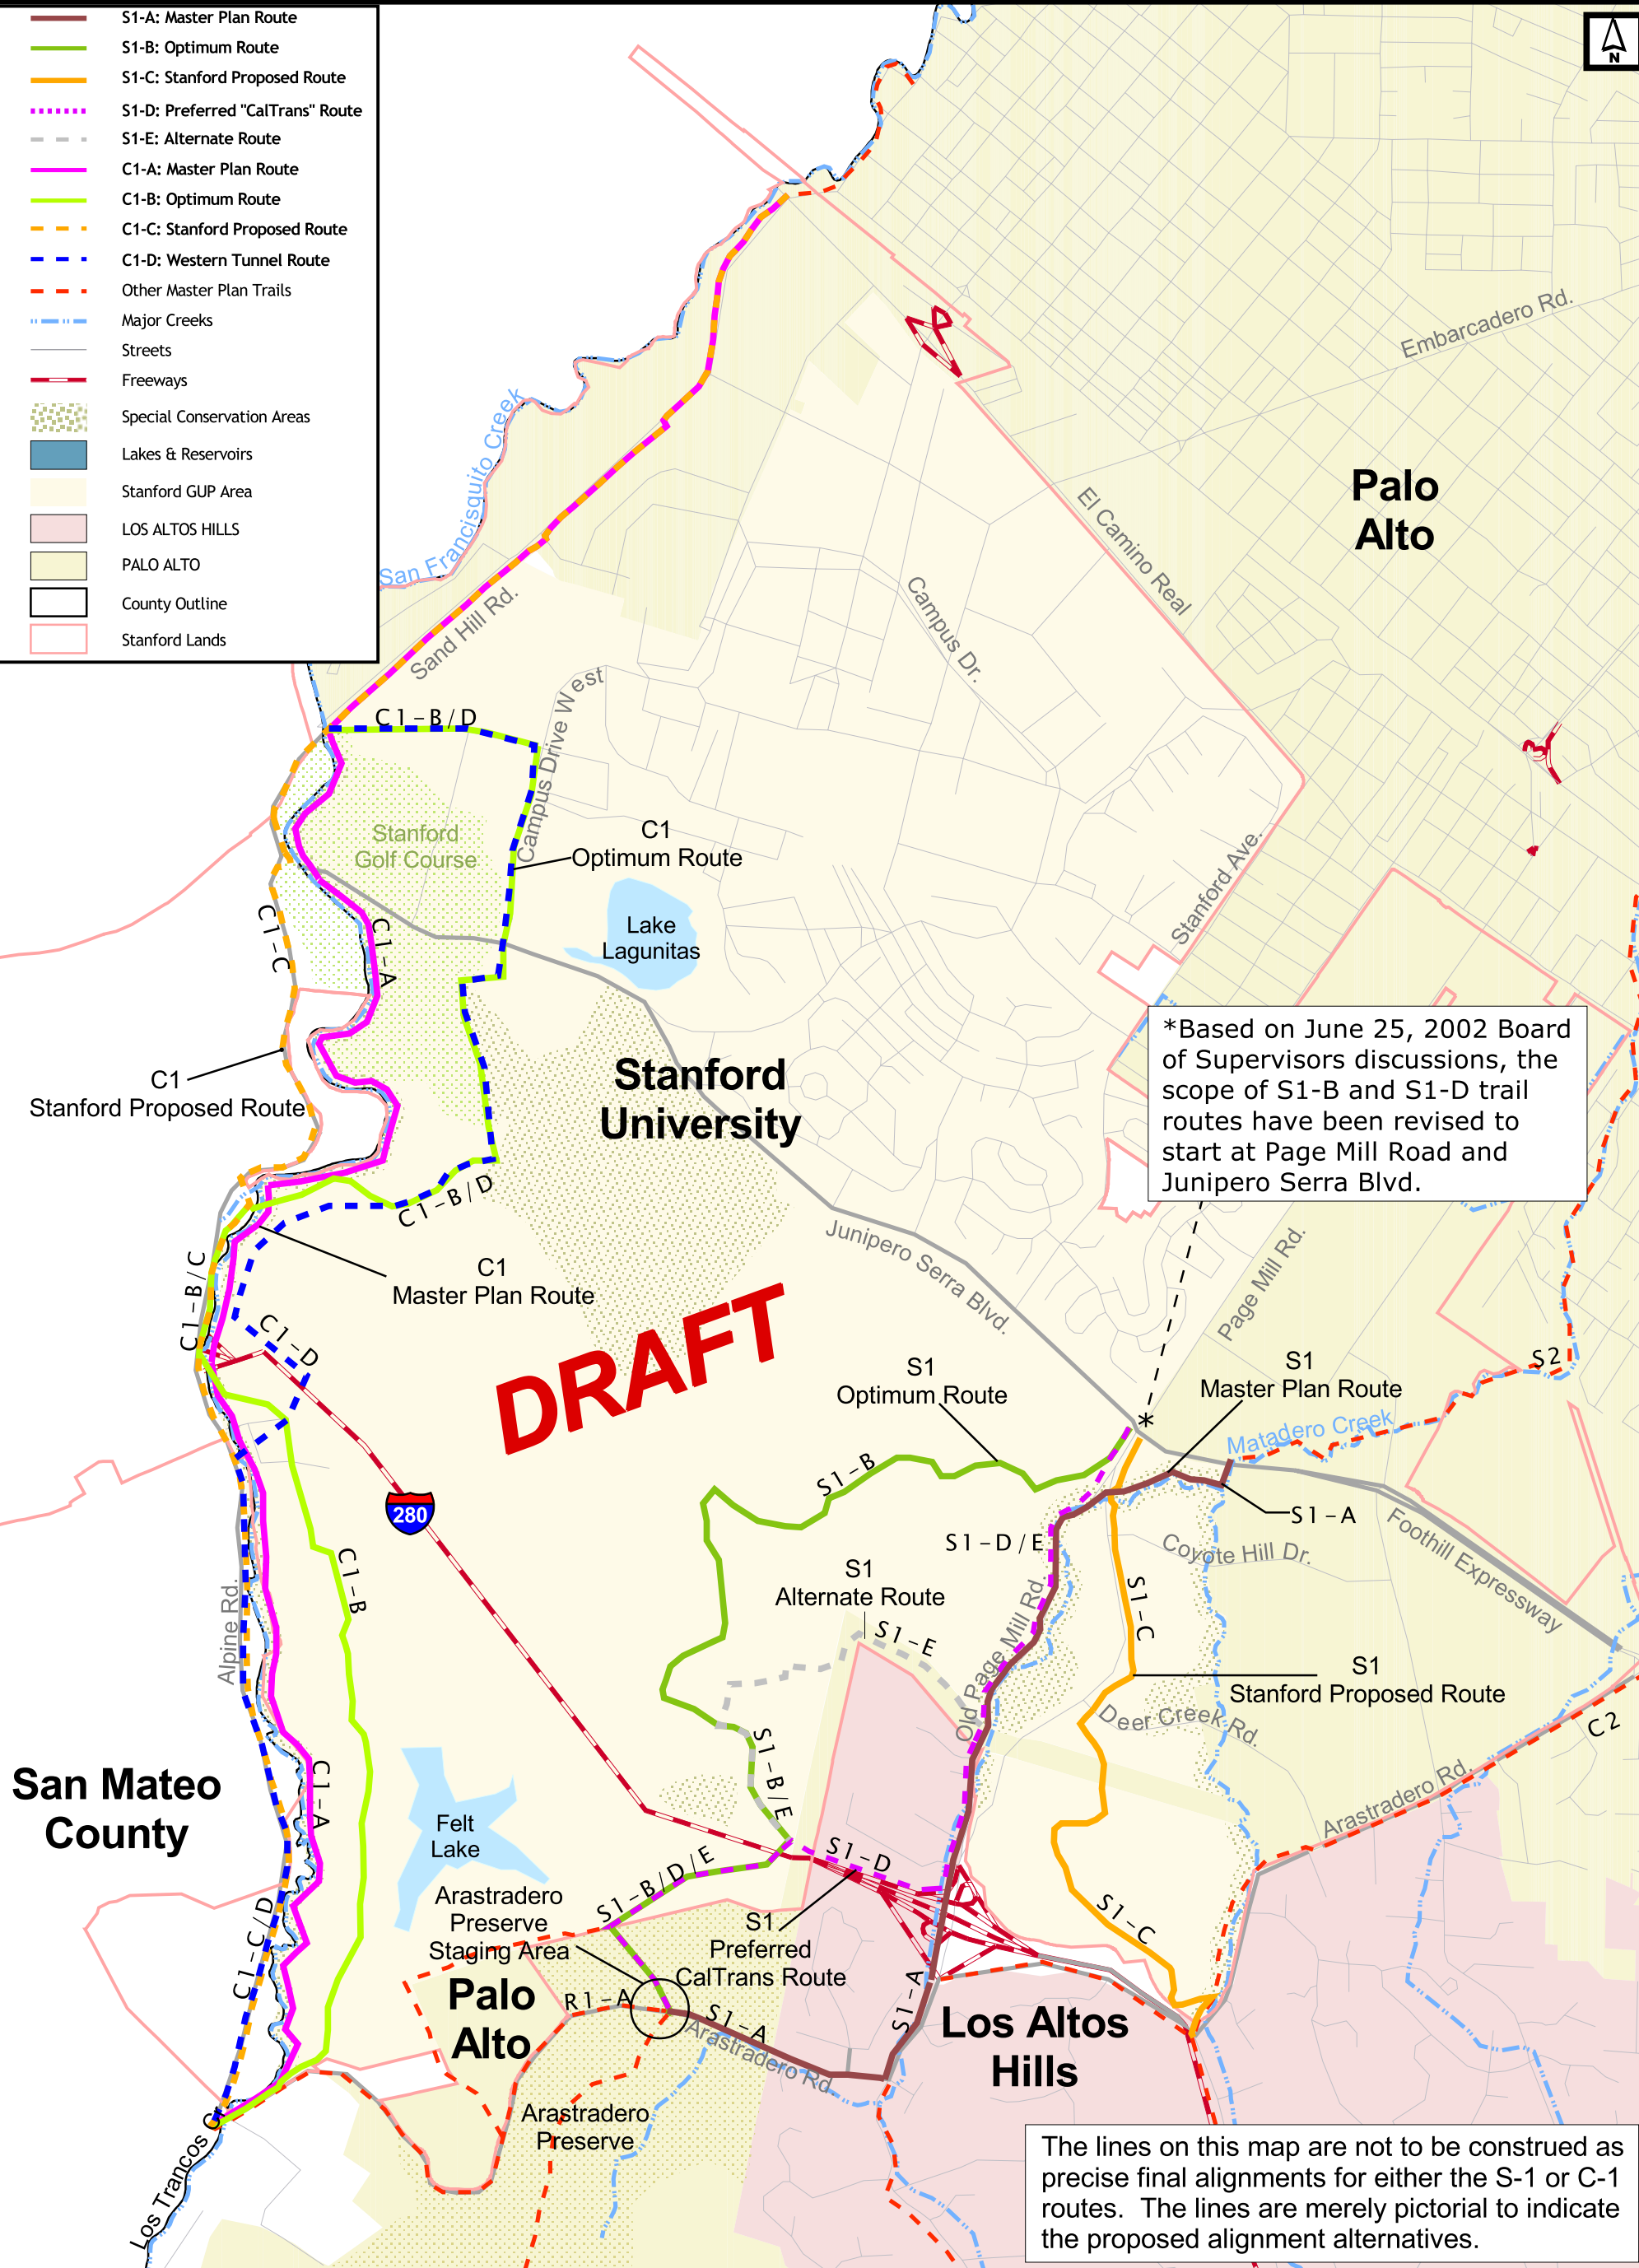 S1-A: Master Plan Route
S1-B: Optimum Route
S1-C: Stanford Proposed Route
S1-D: Preferred "CalTrans" Route
S1-E: Alternate Route
C1-A: Master Plan Route
C1-B: Optimum Route
C1-C: Stanford Proposed Route
C1-D: Western Tunnel Route
Other Master Plan Trails
Major Creeks
Streets
Freeways
Special Conservation Areas
Lakes & Reservoirs
Stanford GUP Area
LOS ALTOS HILLS
PALO ALTO
County Outline
Stanford Lands
N
Embarcadero Rd.
San Francisquito Creek
Palo
Alto
El Camino Real
Campus Dr.
Sand Hill Rd.
Campus Drive West
C1-B/D
Stanford
Golf Course
C1
Optimum Route
Stanford Ave.
Lake
Lagunitas
C1-C
C1-A
*Based on June 25, 2002 Board
of Supervisors discussions, the
scope of S1-B and S1-D trail
routes have been revised to
start at Page Mill Road and
Junipero Serra Blvd.
C1
Stanford Proposed Route
Stanford
University
C1-B/D
Junipero Serra Blvd.
Page Mill Rd.
C1
Master Plan Route
C1-B/C
C1-D
DRAFT
S1
Optimum Route
S1
Master Plan Route
S2
*
Matadero Creek
S1-B
280
S1-A
Foothill Expressway
S1-D/E
Coyote Hill Dr.
C1-B
S1
Alternate Route
S1-E
S1-C
Alpine Rd.
Old Page Mill Rd.
S1
Stanford Proposed Route
Deer Creek Rd.
C2
San Mateo
County
C1-A
S1-B/E
Arastradero Rd.
Felt
Lake
S1-D
S1-B/D/E
Arastradero
Preserve
Staging Area
S1
Preferred
CalTrans Route
S1-C
C1-C/D
Palo
Alto
R1-A
S1-A
S1-A
Arastradero Rd.
Los Altos
Hills
Arastradero
Preserve
Los Trancos Cr.
The lines on this map are not to be construed as
precise final alignments for either the S-1 or C-1
routes. The lines are merely pictorial to indicate
the proposed alignment alternatives.